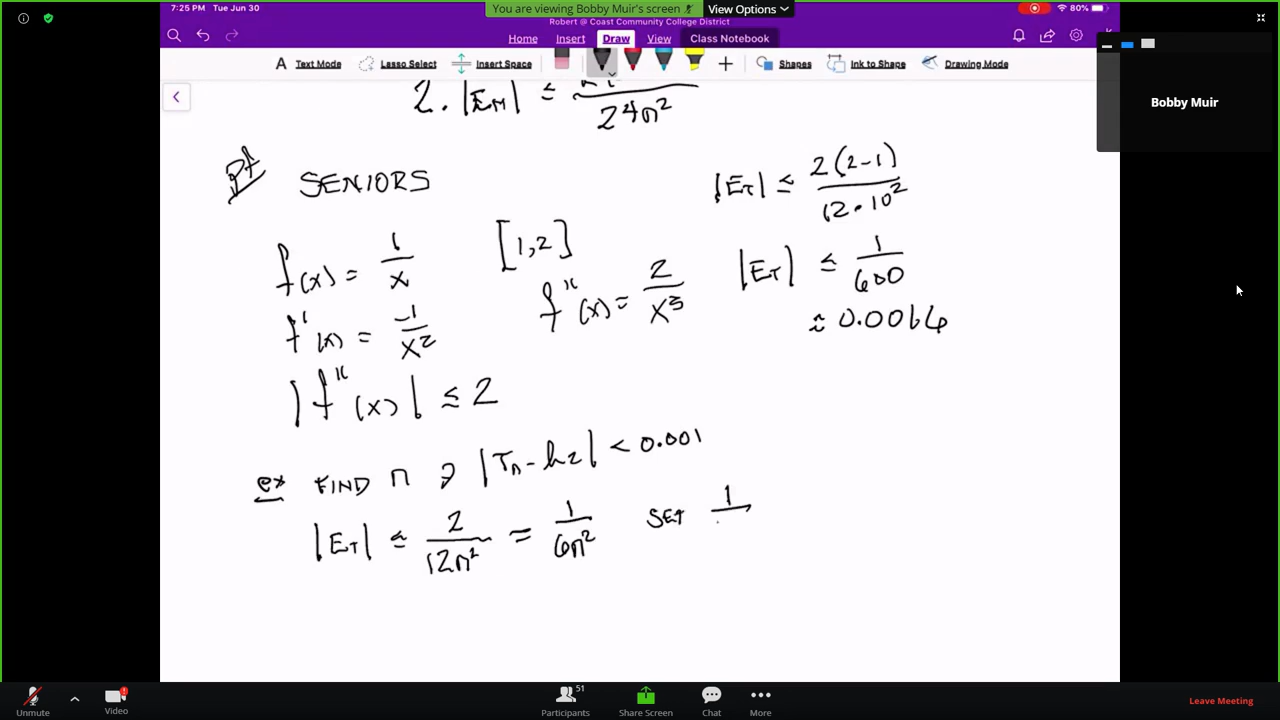 7:25 PM Tue Jun 30
You are viewing Bobby Muir's screen
View Options
80%
Robert @ Coast Community College District
Home Insert Draw View Class Notebook
Text Mode Lasso Select Insert Space Shapes Ink to Shape Drawing Mode
Bobby Muir
2. |E_M| ≤ 24n²
Pf SENIORS
|E_T| ≤ 2(2-1)/12·10²
f(x) = 1/x [1,2]
|E_T| ≤ 1/600
f''(x) = 2/x³
≈ 0.0016
f'(x) = -1/x²
|f''(x)| ≤ 2
ex FIND n ∋ |T_n - ln2| < 0.001
|E_T| ≤ 2/12n² = 1/6n² SET 1
Unmute Video Participants 51 Share Screen Chat More Leave Meeting